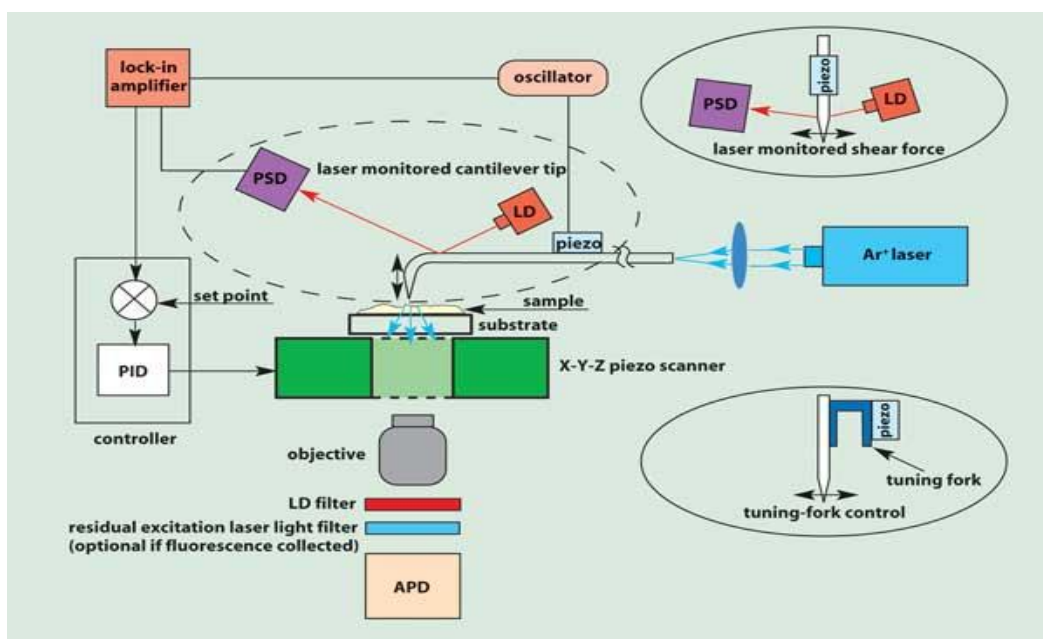 lock-in
amplifier
oscillator
piezo
PSD
LD
laser monitored shear force
laser monitored cantilever tip
PSD
LD
piezo
Ar+ laser
set point
sample
substrate
PID
X-Y-Z piezo scanner
controller
objective
piezo
tuning fork
tuning-fork control
LD filter
residual excitation laser light filter
(optional if fluorescence collected)
APD